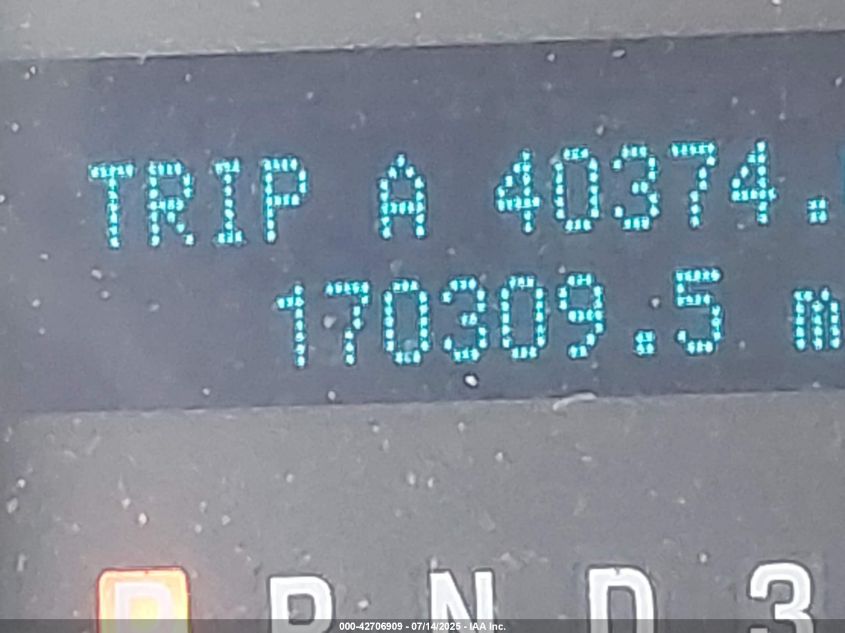 TRIP A 40374.
170309.5 m
P R N D 3
000-42706909 - 07/14/2025 - IAA Inc.